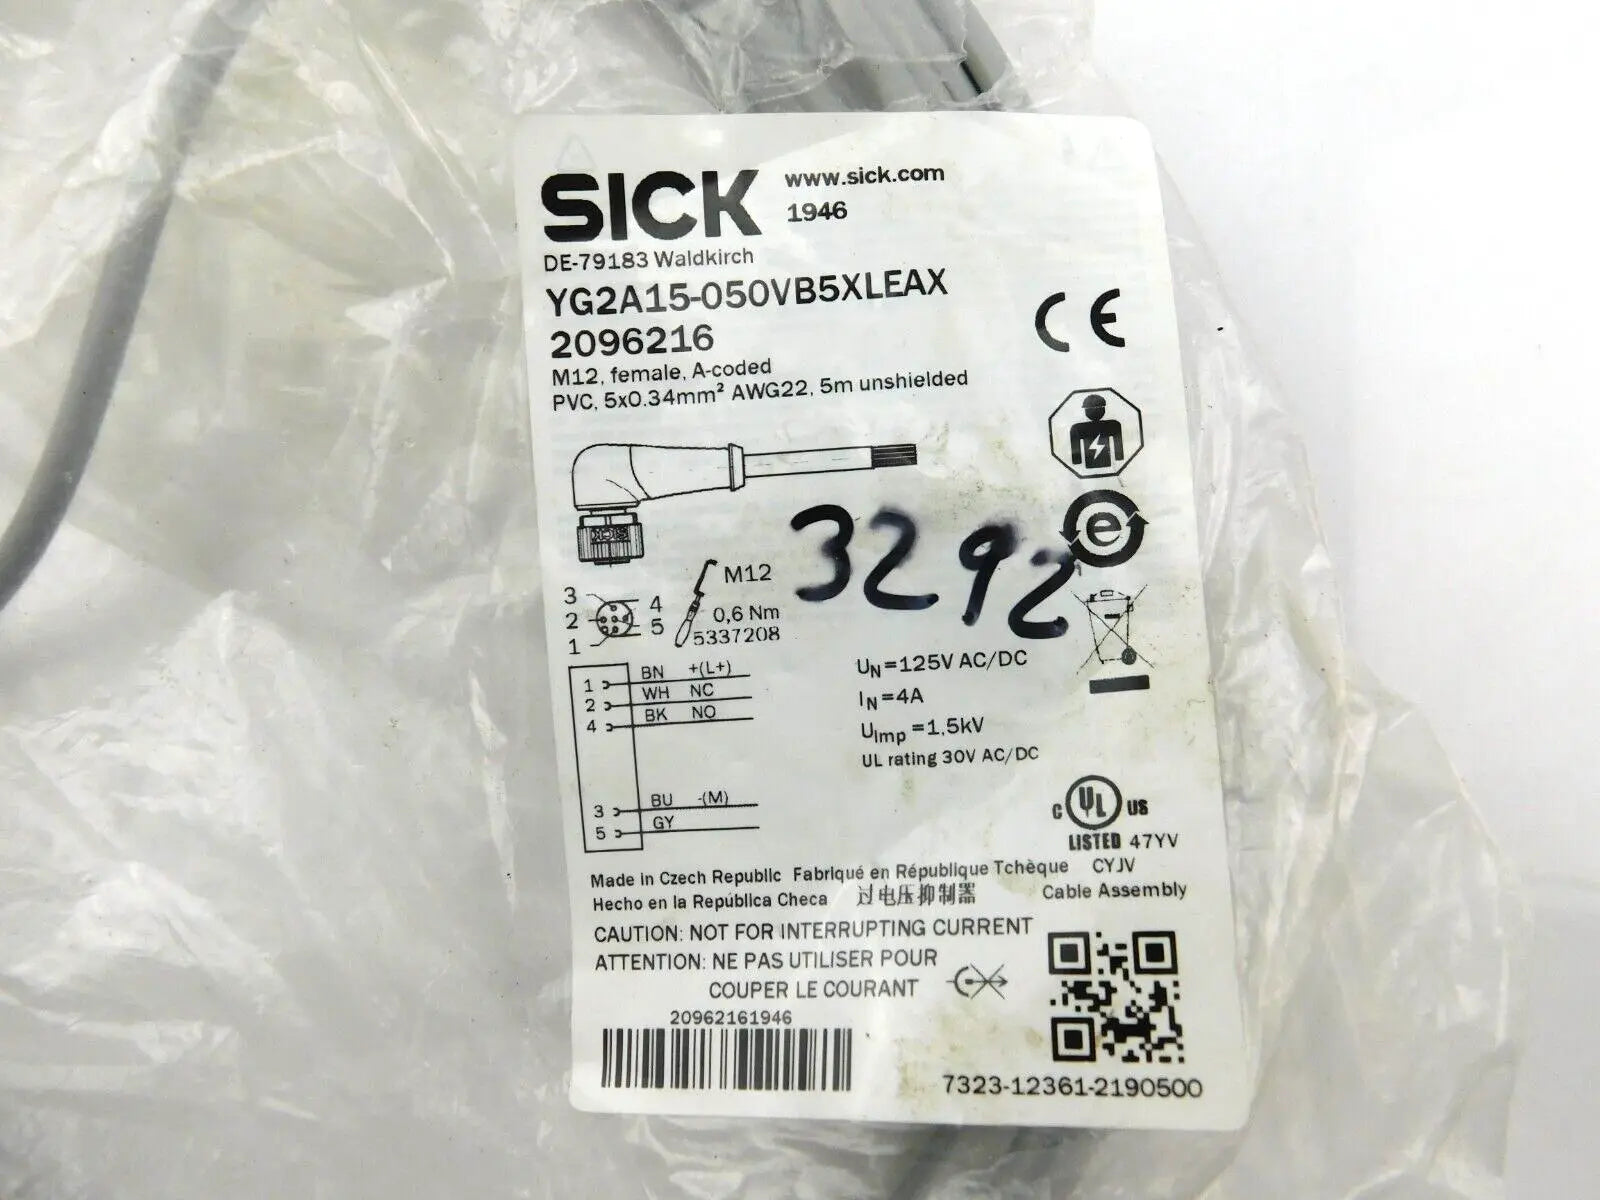 SICK
www.sick.com
1946
DE-79183 Waldkirch
YG2A15-050VB5XLEAX
2096216
M12, female, A-coded
PVC, 5x0.34mm² AWG22, 5m unshielded
CE
SICK
3292
e
M12
0,6 Nm
5337208
3 4
2 5
1
1 BN +(L+)
2 WH NC
4 BK NO
3 BU -(M)
5 GY
UN=125V AC/DC
IN=4A
Uimp=1,5kV
UL rating 30V AC/DC
C UL US
LISTED 47YV
CYJV
Cable Assembly
Made in Czech Republic Fabriqué en République Tchèque
Hecho en la República Checa 过电压抑制器
CAUTION: NOT FOR INTERRUPTING CURRENT
ATTENTION: NE PAS UTILISER POUR
COUPER LE COURANT
20962161946
7323-12361-2190500